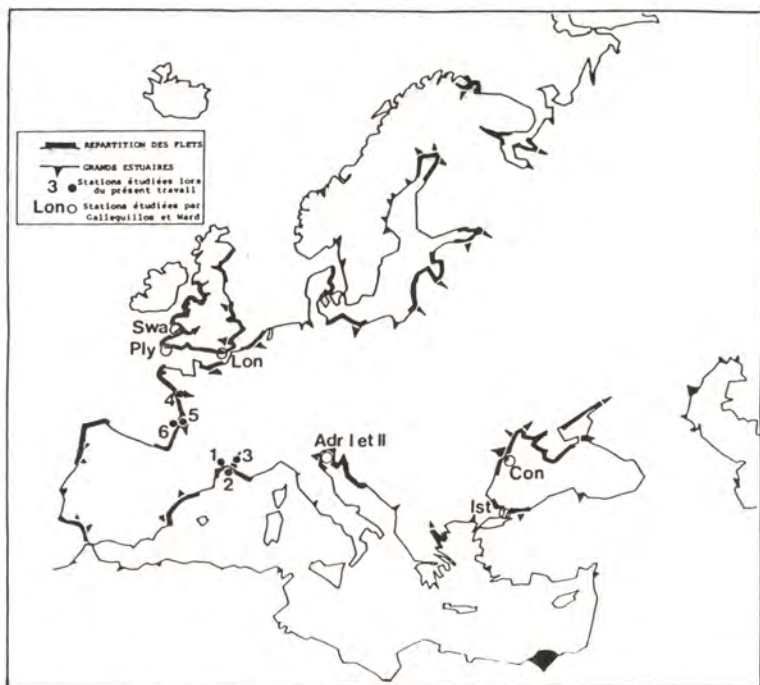 REPARTITION DES FLETS
GRANDS ESTUAIRES
3 Stations étudiées lors
du présent travail
Lon Stations étudiées par
Galleguillos et Ward
Swa
Ply
Lon
4
5
6
1
3
2
Adr I et II
Con
Ist